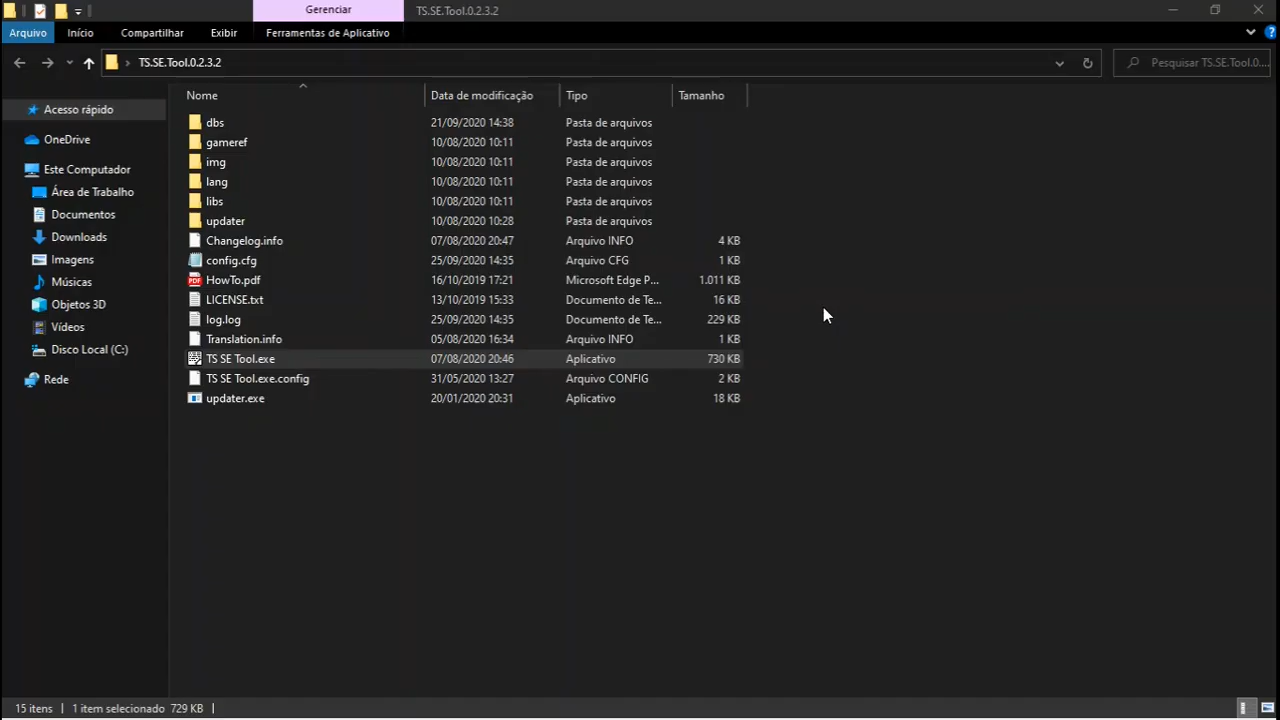 Gerenciar
TS.SE.Tool.0.2.3.2
Arquivo Início Compartilhar Exibir Ferramentas de Aplicativo
TS.SE.Tool.0.2.3.2
Pesquisar TS.SE.Tool.0....
Acesso rápido
OneDrive
Este Computador
Área de Trabalho
Documentos
Downloads
Imagens
Músicas
Objetos 3D
Vídeos
Disco Local (C:)
Rede
Nome Data de modificação Tipo Tamanho
dbs 21/09/2020 14:38 Pasta de arquivos
gameref 10/08/2020 10:11 Pasta de arquivos
img 10/08/2020 10:11 Pasta de arquivos
lang 10/08/2020 10:11 Pasta de arquivos
libs 10/08/2020 10:11 Pasta de arquivos
updater 10/08/2020 10:28 Pasta de arquivos
Changelog.info 07/08/2020 20:47 Arquivo INFO 4 KB
config.cfg 25/09/2020 14:35 Arquivo CFG 1 KB
HowTo.pdf 16/10/2019 17:21 Microsoft Edge P... 1.011 KB
LICENSE.txt 13/10/2019 15:33 Documento de Te... 16 KB
log.log 25/09/2020 14:35 Documento de Te... 229 KB
Translation.info 05/08/2020 16:34 Arquivo INFO 1 KB
TS SE Tool.exe 07/08/2020 20:46 Aplicativo 730 KB
TS SE Tool.exe.config 31/05/2020 13:27 Arquivo CONFIG 2 KB
updater.exe 20/01/2020 20:31 Aplicativo 18 KB
15 itens 1 item selecionado 729 KB